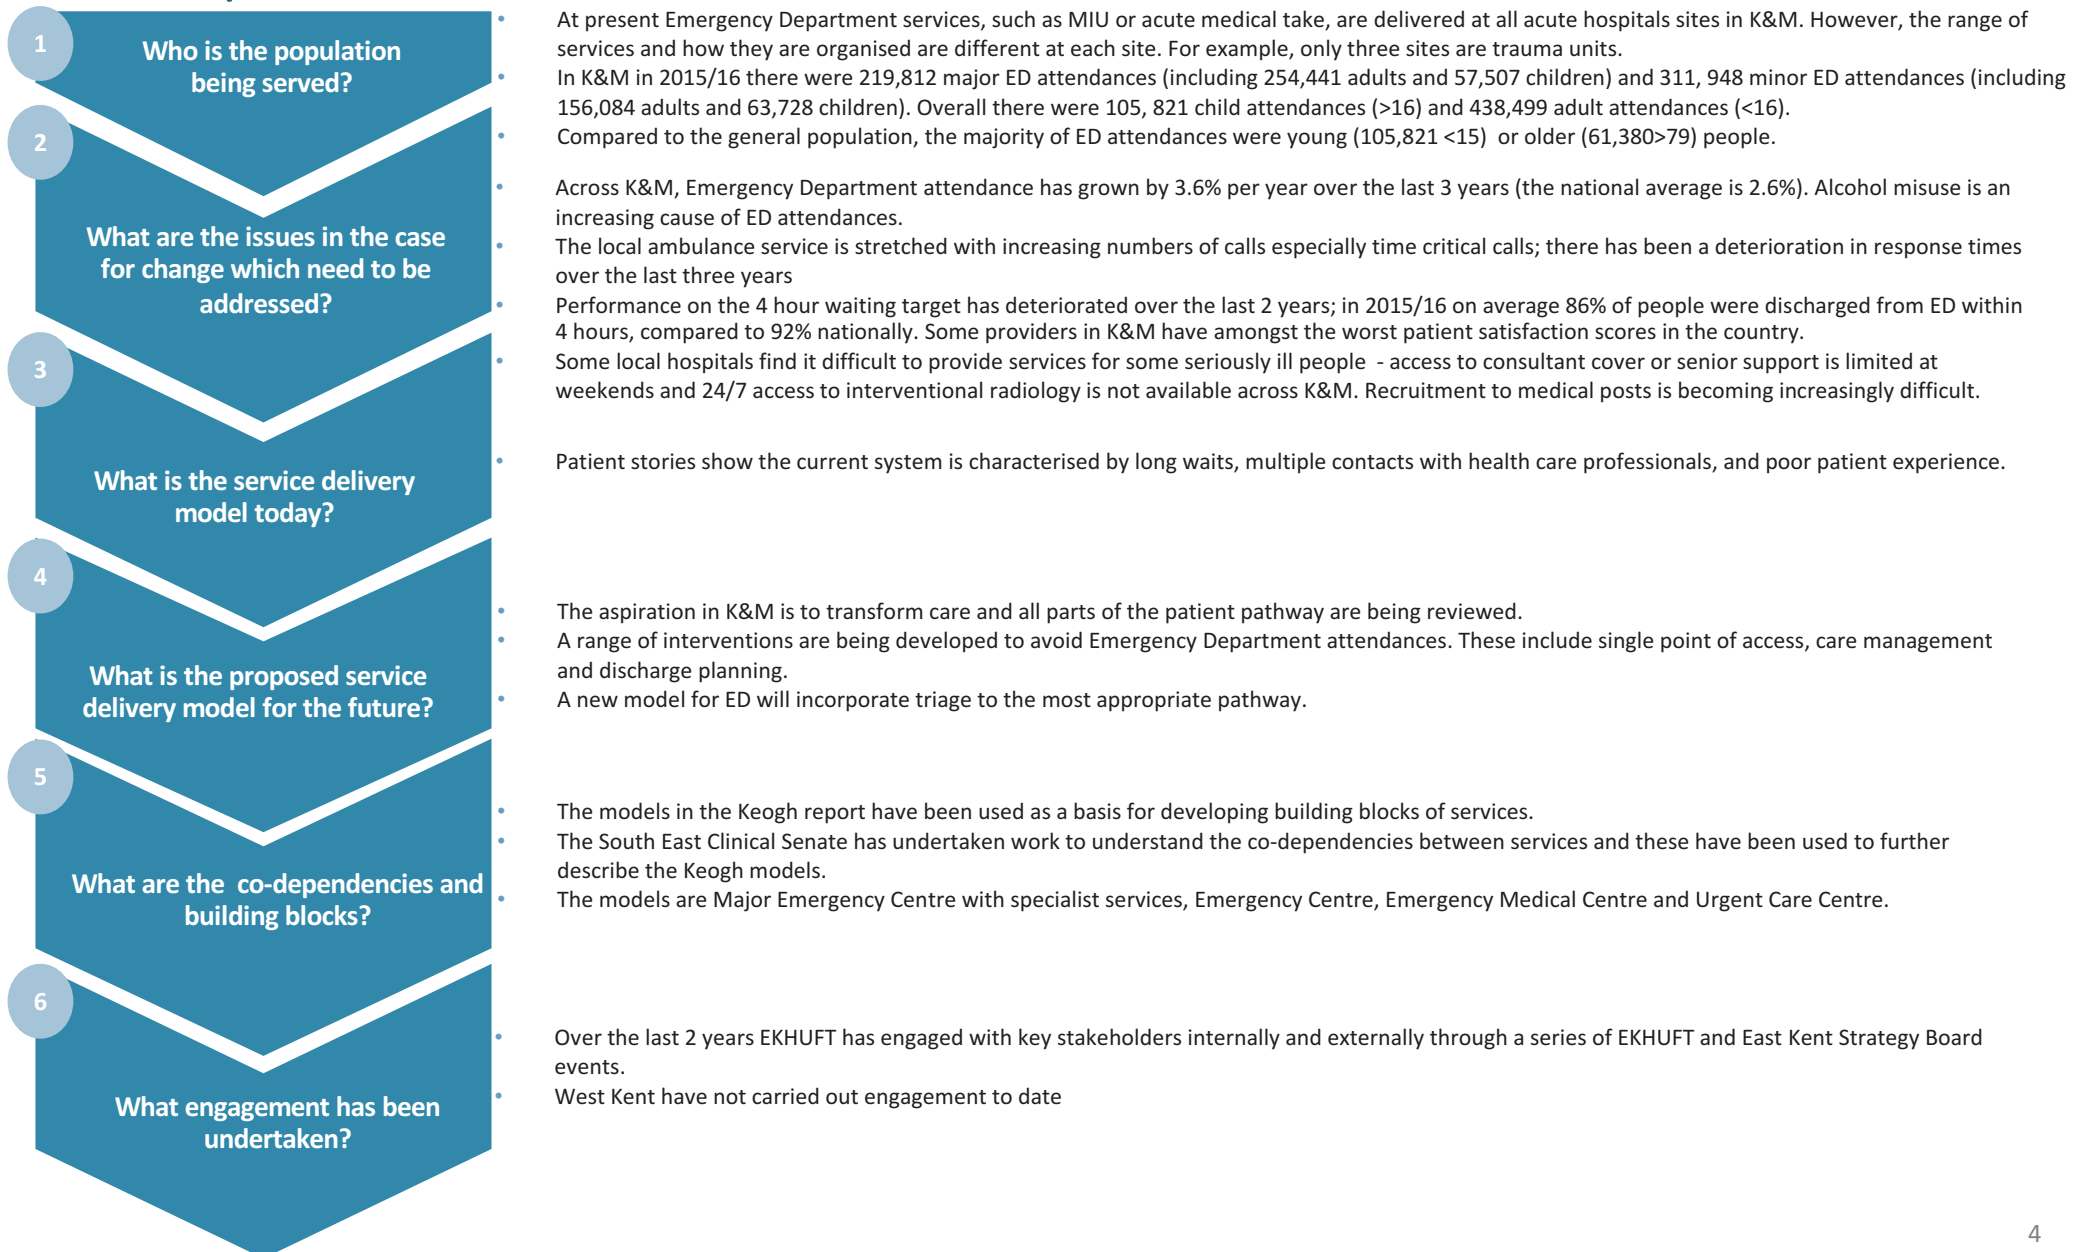 1
Who is the population
being served?
• At present Emergency Department services, such as MIU or acute medical take, are delivered at all acute hospitals sites in K&M. However, the range of
services and how they are organised are different at each site. For example, only three sites are trauma units.
• In K&M in 2015/16 there were 219,812 major ED attendances (including 254,441 adults and 57,507 children) and 311, 948 minor ED attendances (including
156,084 adults and 63,728 children). Overall there were 105, 821 child attendances (>16) and 438,499 adult attendances (<16).
• Compared to the general population, the majority of ED attendances were young (105,821 <15)  or older (61,380>79) people.
2
What are the issues in the case
for change which need to be
addressed?
• Across K&M, Emergency Department attendance has grown by 3.6% per year over the last 3 years (the national average is 2.6%). Alcohol misuse is an
increasing cause of ED attendances.
• The local ambulance service is stretched with increasing numbers of calls especially time critical calls; there has been a deterioration in response times
over the last three years
• Performance on the 4 hour waiting target has deteriorated over the last 2 years; in 2015/16 on average 86% of people were discharged from ED within
4 hours, compared to 92% nationally. Some providers in K&M have amongst the worst patient satisfaction scores in the country.
• Some local hospitals find it difficult to provide services for some seriously ill people  - access to consultant cover or senior support is limited at
weekends and 24/7 access to interventional radiology is not available across K&M. Recruitment to medical posts is becoming increasingly difficult.
3
What is the service delivery
model today?
• Patient stories show the current system is characterised by long waits, multiple contacts with health care professionals, and poor patient experience.
4
What is the proposed service
delivery model for the future?
• The aspiration in K&M is to transform care and all parts of the patient pathway are being reviewed.
• A range of interventions are being developed to avoid Emergency Department attendances. These include single point of access, care management
and discharge planning.
• A new model for ED will incorporate triage to the most appropriate pathway.
5
What are the  co-dependencies and
building blocks?
• The models in the Keogh report have been used as a basis for developing building blocks of services.
• The South East Clinical Senate has undertaken work to understand the co-dependencies between services and these have been used to further
describe the Keogh models.
• The models are Major Emergency Centre with specialist services, Emergency Centre, Emergency Medical Centre and Urgent Care Centre.
6
What engagement has been
undertaken?
• Over the last 2 years EKHUFT has engaged with key stakeholders internally and externally through a series of EKHUFT and East Kent Strategy Board
events.
• West Kent have not carried out engagement to date
4